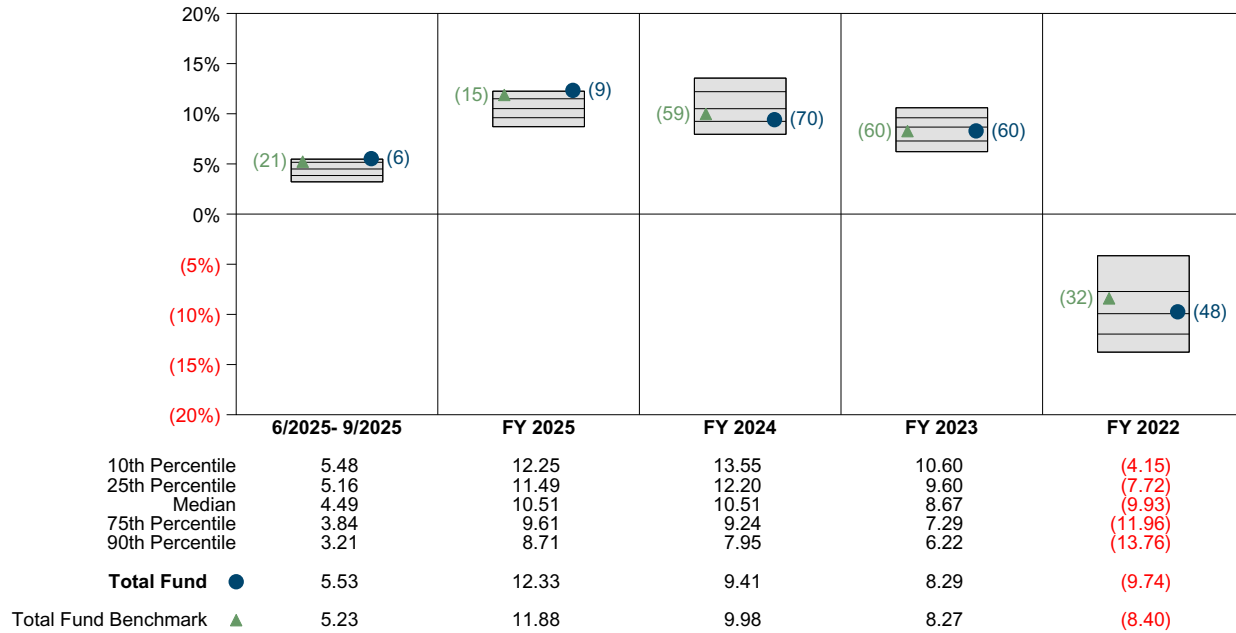 20%
15%
10%
5%
0%
(5%)
(10%)
(15%)
(20%)
(21) (6)
(15) (9)
(59) (70)
(60) (60)
(32) (48)
6/2025- 9/2025 FY 2025 FY 2024 FY 2023 FY 2022
10th Percentile 5.48 12.25 13.55 10.60 (4.15)
25th Percentile 5.16 11.49 12.20 9.60 (7.72)
Median 4.49 10.51 10.51 8.67 (9.93)
75th Percentile 3.84 9.61 9.24 7.29 (11.96)
90th Percentile 3.21 8.71 7.95 6.22 (13.76)
Total Fund 5.53 12.33 9.41 8.29 (9.74)
Total Fund Benchmark 5.23 11.88 9.98 8.27 (8.40)